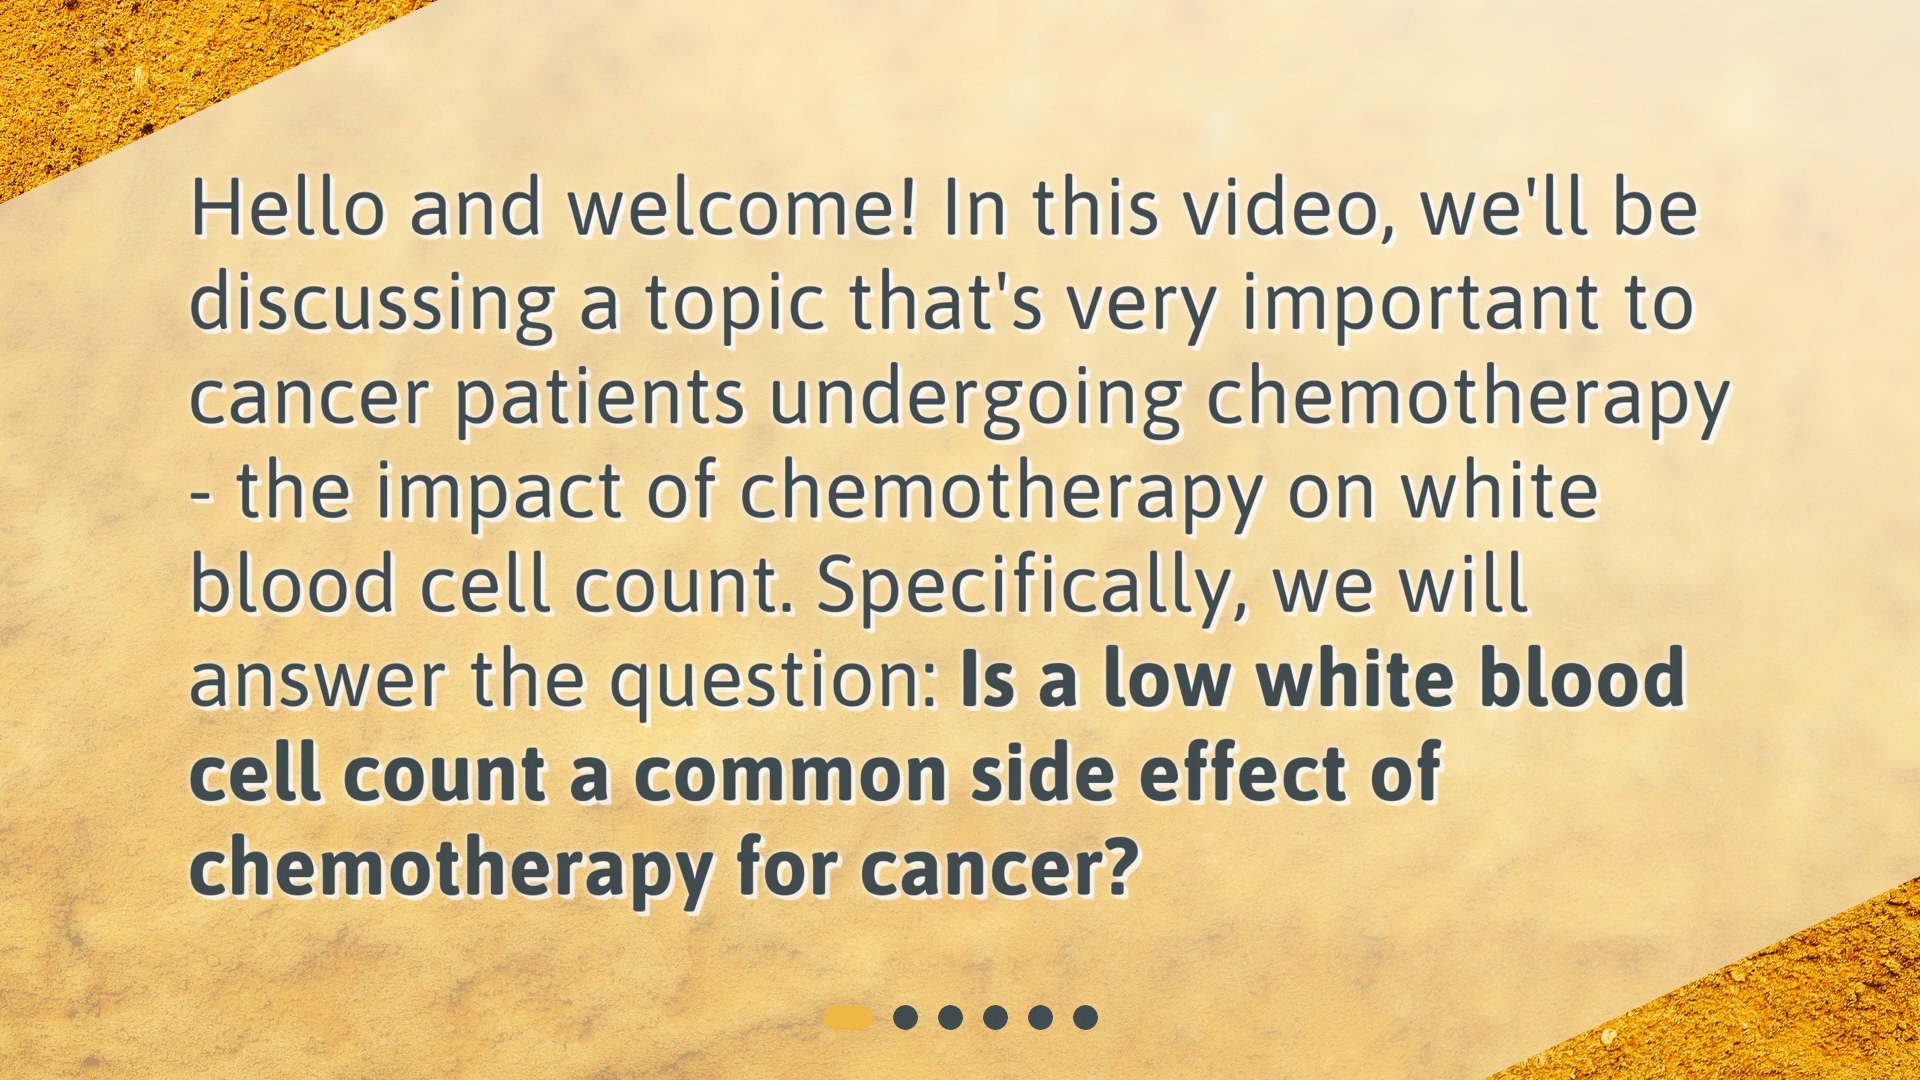 Hello and welcome! In this video, we'll be
discussing a topic that's very important to
cancer patients undergoing chemotherapy
- the impact of chemotherapy on white
blood cell count. Specifically, we will
answer the question: Is a low white blood
cell count a common side effect of
chemotherapy for cancer?